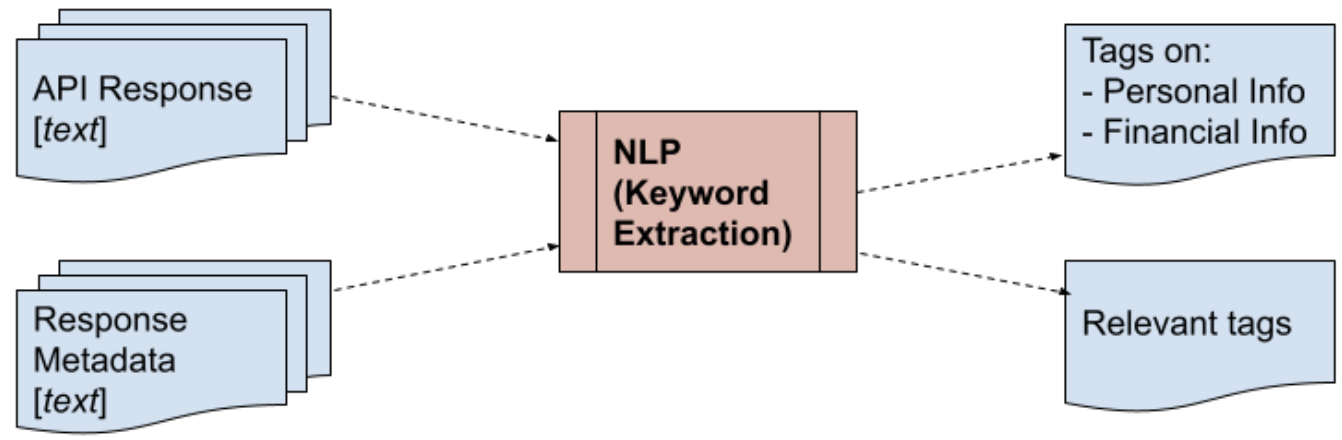 API Response
[text]
Response
Metadata
[text]
NLP
(Keyword
Extraction)
Tags on:
- Personal Info
- Financial Info
Relevant tags